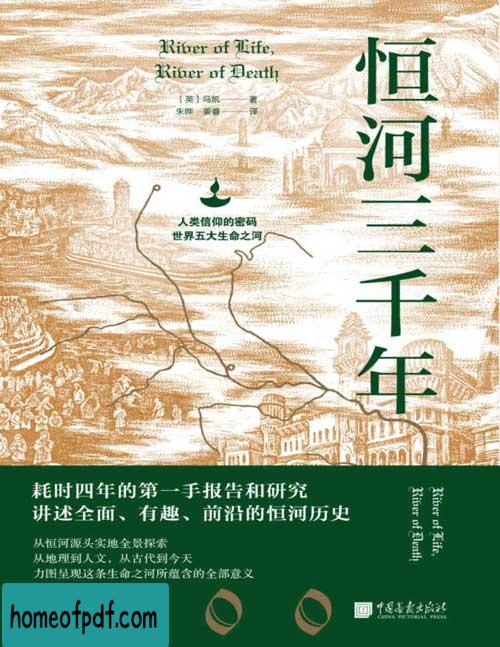 River of Life,
River of Death
[英]马凯——著
朱晔 姜睿——译
恒河三千年
人类信仰的密码
世界五大生命之河
耗时四年的第一手报告和研究
讲述全面、有趣、前沿的恒河历史
从恒河源头实地全景探索
从地理到人文，从古代到今天
力图呈现这条生命之河所蕴含的全部意义
River of Life,
River of Death
中国画报出版社
CHINA PICTORIAL PRESS
homeofpdf.com